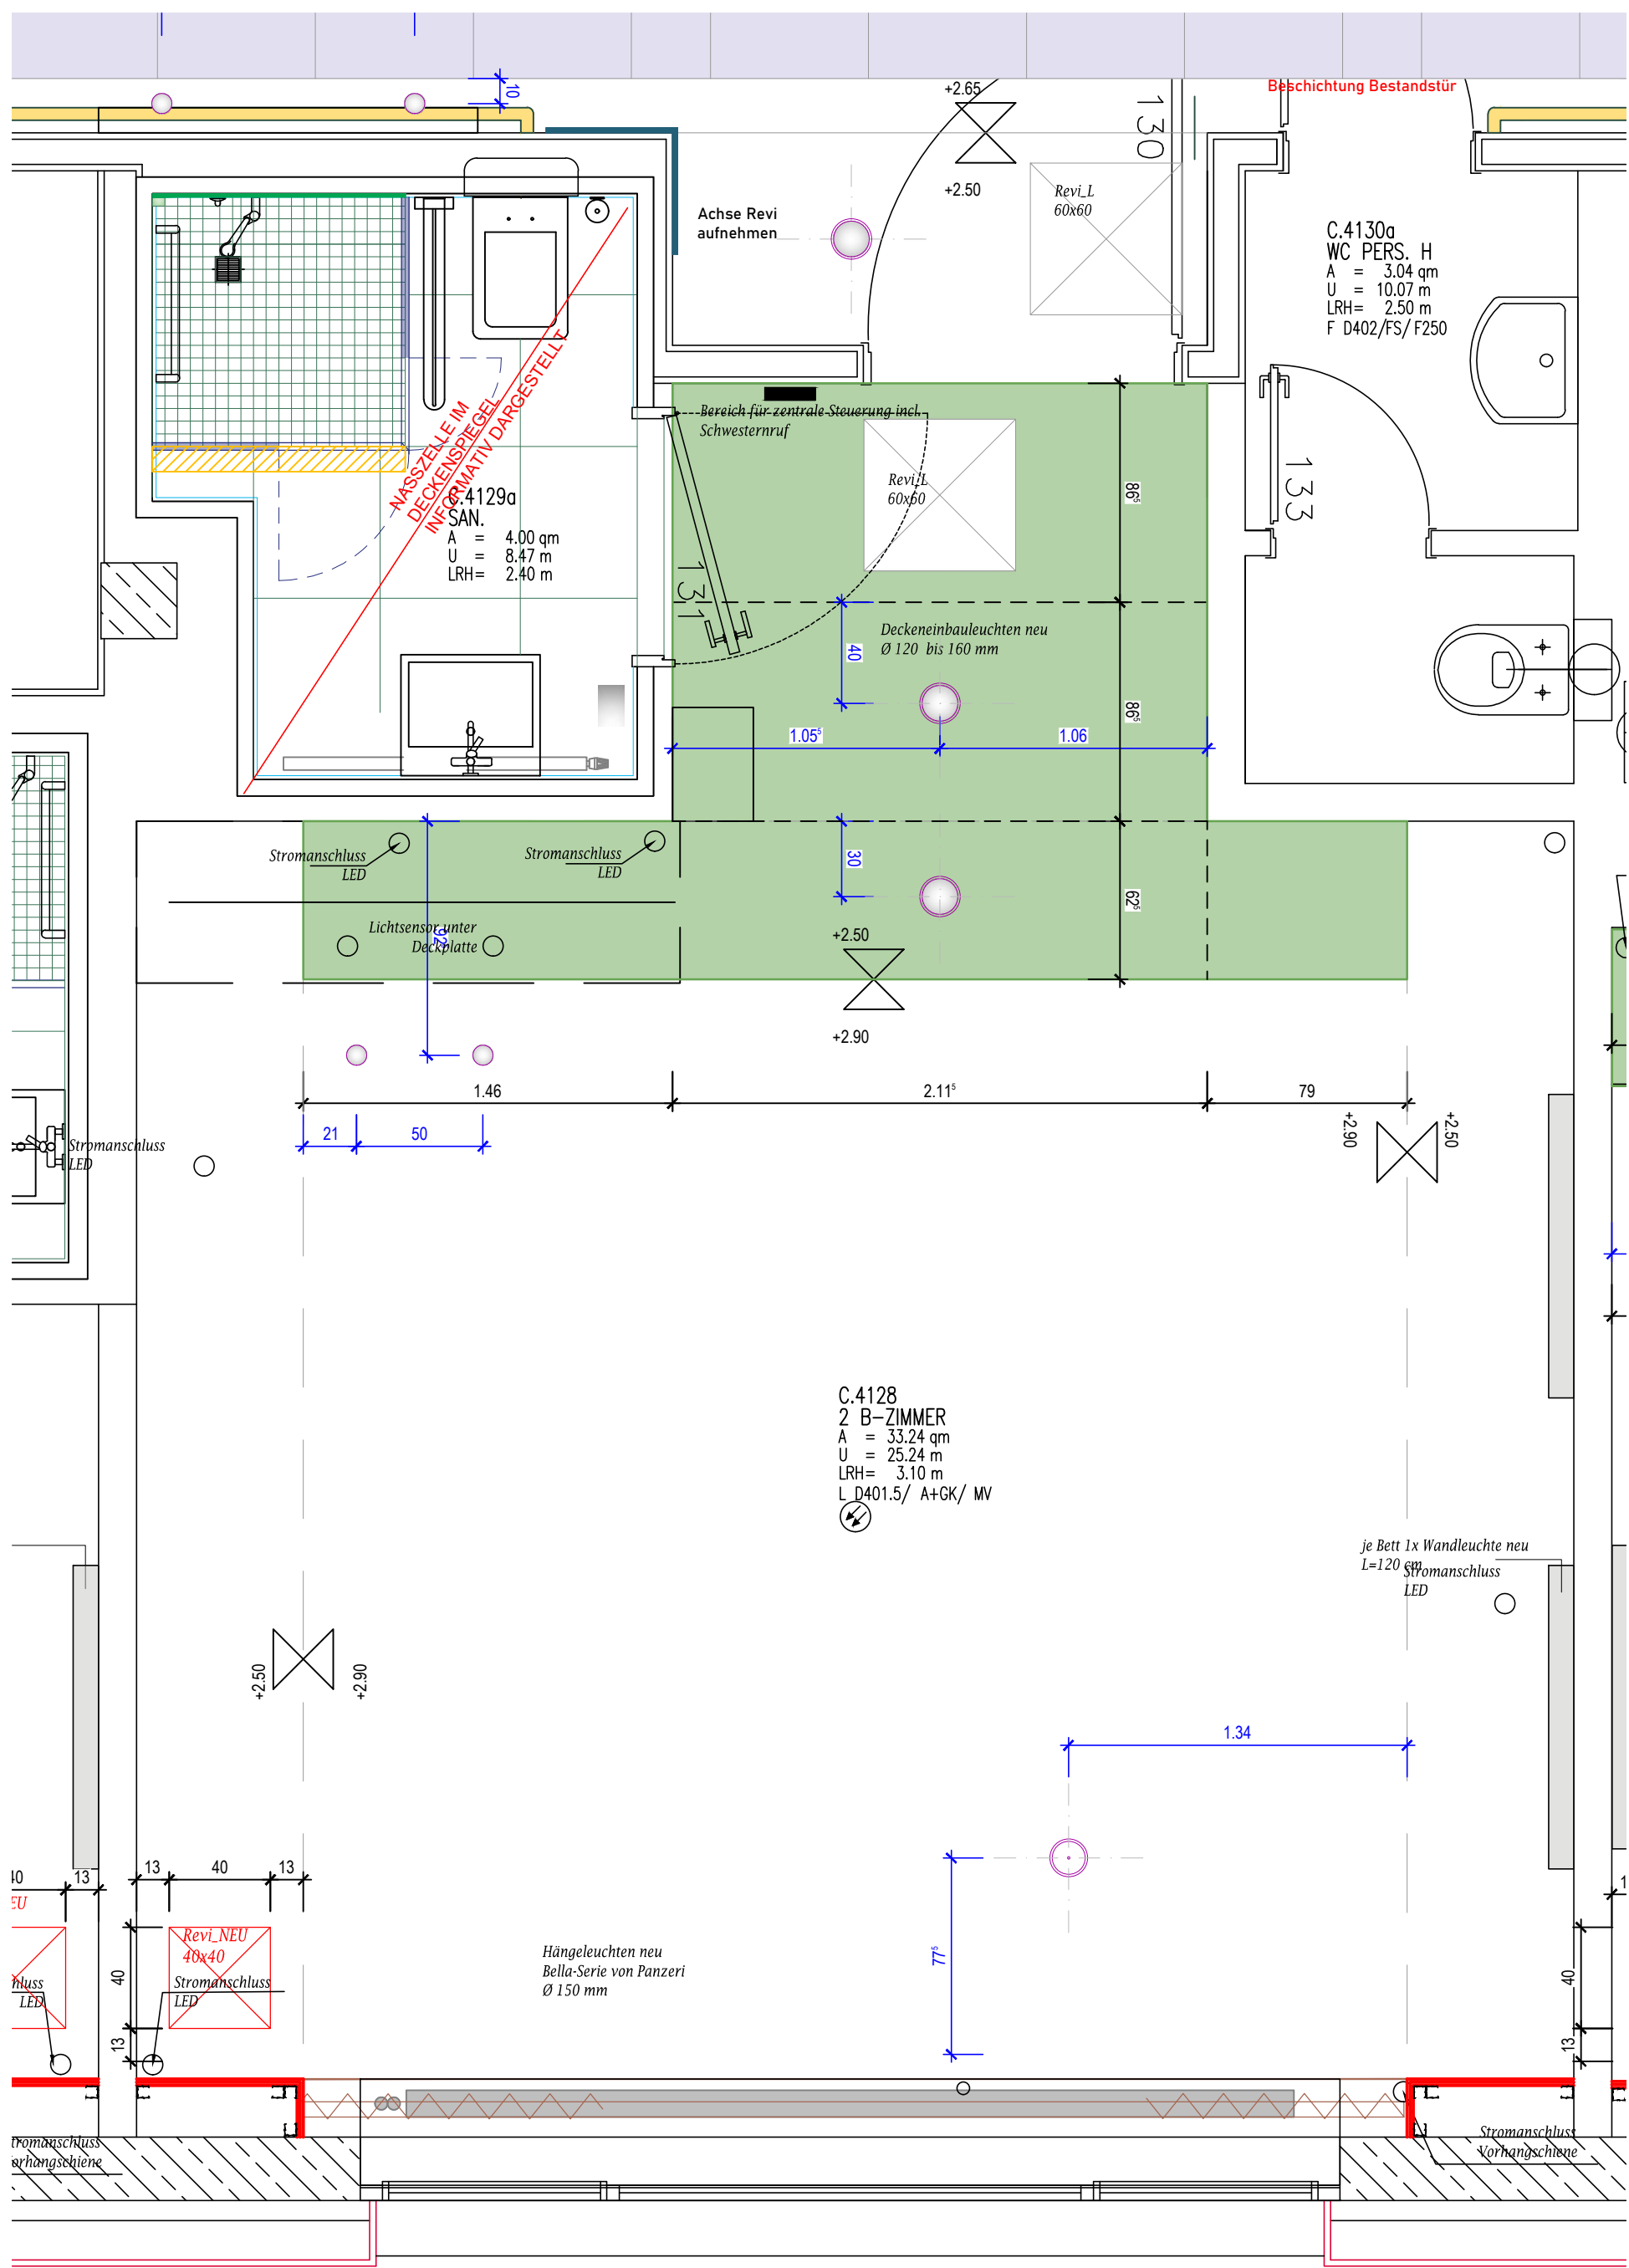 10
+2.65
Beschichtung Bestandstür
130
+2.50
Revi_L
60x60
Achse Revi
aufnehmen
C.4130a
WC PERS. H
A = 3.04 qm
U = 10.07 m
LRH= 2.50 m
F D402/FS/F250
NASSZELLE IM
DECKENSPIEGEL
INFORMATIV DARGESTELLT
Bereich für zentrale Steuerung incl.
Schwesternruf
Revi_L
60x60
86⁵
133
C.4129a
SAN.
A = 4.00 qm
U = 8.47 m
LRH= 2.40 m
131
Deckeneinbauleuchten neu
Ø 120 bis 160 mm
40
86⁵
1.05⁵
1.06
Stromanschluss
LED
Stromanschluss
LED
30
62⁵
Lichtsensor unter
Deckplatte
+2.50
+2.90
1.46
2.11⁵
79
21
50
+2.90
+2.50
Stromanschluss
LED
C.4128
2 B-ZIMMER
A = 33.24 qm
U = 25.24 m
LRH= 3.10 m
L D401.5/ A+GK/ MV
je Bett 1x Wandleuchte neu
L=120 cm
Stromanschluss
LED
+2.50
+2.90
1.34
13
40
13
13
Revi_NEU
40x40
Stromanschluss
LED
LED
40
13
Hängeleuchten neu
Bella-Serie von Panzeri
Ø 150 mm
77⁵
40
13
Stromanschluss
Vorhangschiene